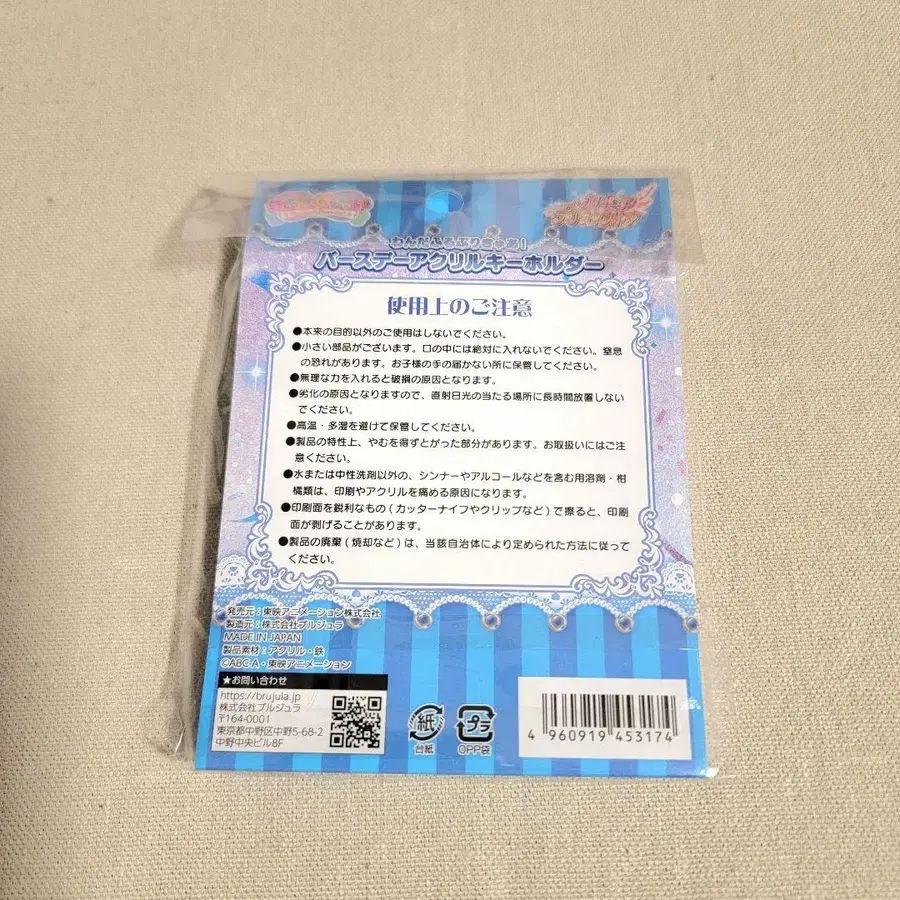 わんだふるぷりきゅあ!
バースデーアクリルキーホルダー
使用上のご注意
●本来の目的以外のご使用はしないでください。
●小さい部品がございます。口の中には絶対に入れないでください。窒息
の恐れがあります。お子様の手の届かない所に保管してください。
●無理な力を入れると破損の原因となります。
●劣化の原因となりますので、直射日光の当たる場所に長時間放置しない
でください。
●高温・多湿を避けて保管してください。
●製品の特性上、やむを得ずとがった部分があります。お取扱いにはご注
意ください。
●水または中性洗剤以外の、シンナーやアルコールなどを含む用溶剤・柑
橘類は、印刷やアクリルを痛める原因になります。
●印刷面を鋭利なもの(カッターナイフやクリップなど)で擦ると、印刷
面が剥げることがあります。
●製品の廃棄(焼却など)は、当該自治体により定められた方法に従って
ください。
発売元:東映アニメーション株式会社
製造元:株式会社ブルジュラ
MADE IN JAPAN
製品素材:アクリル・鉄
©ABC-A・東映アニメーション
★お問い合わせ
https://brujula.jp
株式会社ブルジュラ
〒164-0001
東京都中野区中野5-68-2
中野中央ビル8F
紙
台紙
プラ
OPP袋
4 960919 453174